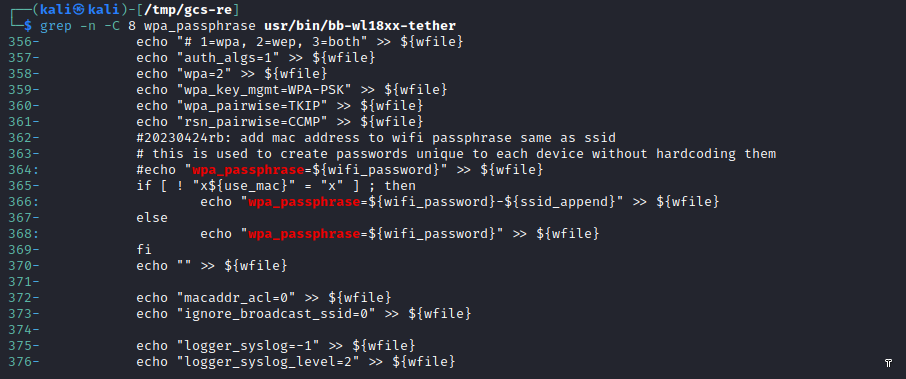 ┌──(kali㉿kali)-[/tmp/gcs-re]
└─$ grep -n -C 8 wpa_passphrase usr/bin/bb-wl18xx-tether
356-            echo "# 1=wpa, 2=wep, 3=both" >> ${wfile}
357-            echo "auth_algs=1" >> ${wfile}
358-            echo "wpa=2" >> ${wfile}
359-            echo "wpa_key_mgmt=WPA-PSK" >> ${wfile}
360-            echo "wpa_pairwise=TKIP" >> ${wfile}
361-            echo "rsn_pairwise=CCMP" >> ${wfile}
362-            #20230424rb: add mac address to wifi passphrase same as ssid
363-            # this is used to create passwords unique to each device without hardcoding them
364:            #echo "wpa_passphrase=${wifi_password}" >> ${wfile}
365-            if [ ! "x${use_mac}" = "x" ] ; then
366:                    echo "wpa_passphrase=${wifi_password}-${ssid_append}" >> ${wfile}
367-            else
368:                    echo "wpa_passphrase=${wifi_password}" >> ${wfile}
369-            fi
370-            echo "" >> ${wfile}
371-
372-            echo "macaddr_acl=0" >> ${wfile}
373-            echo "ignore_broadcast_ssid=0" >> ${wfile}
374-
375-            echo "logger_syslog=-1" >> ${wfile}
376-            echo "logger_syslog_level=2" >> ${wfile}